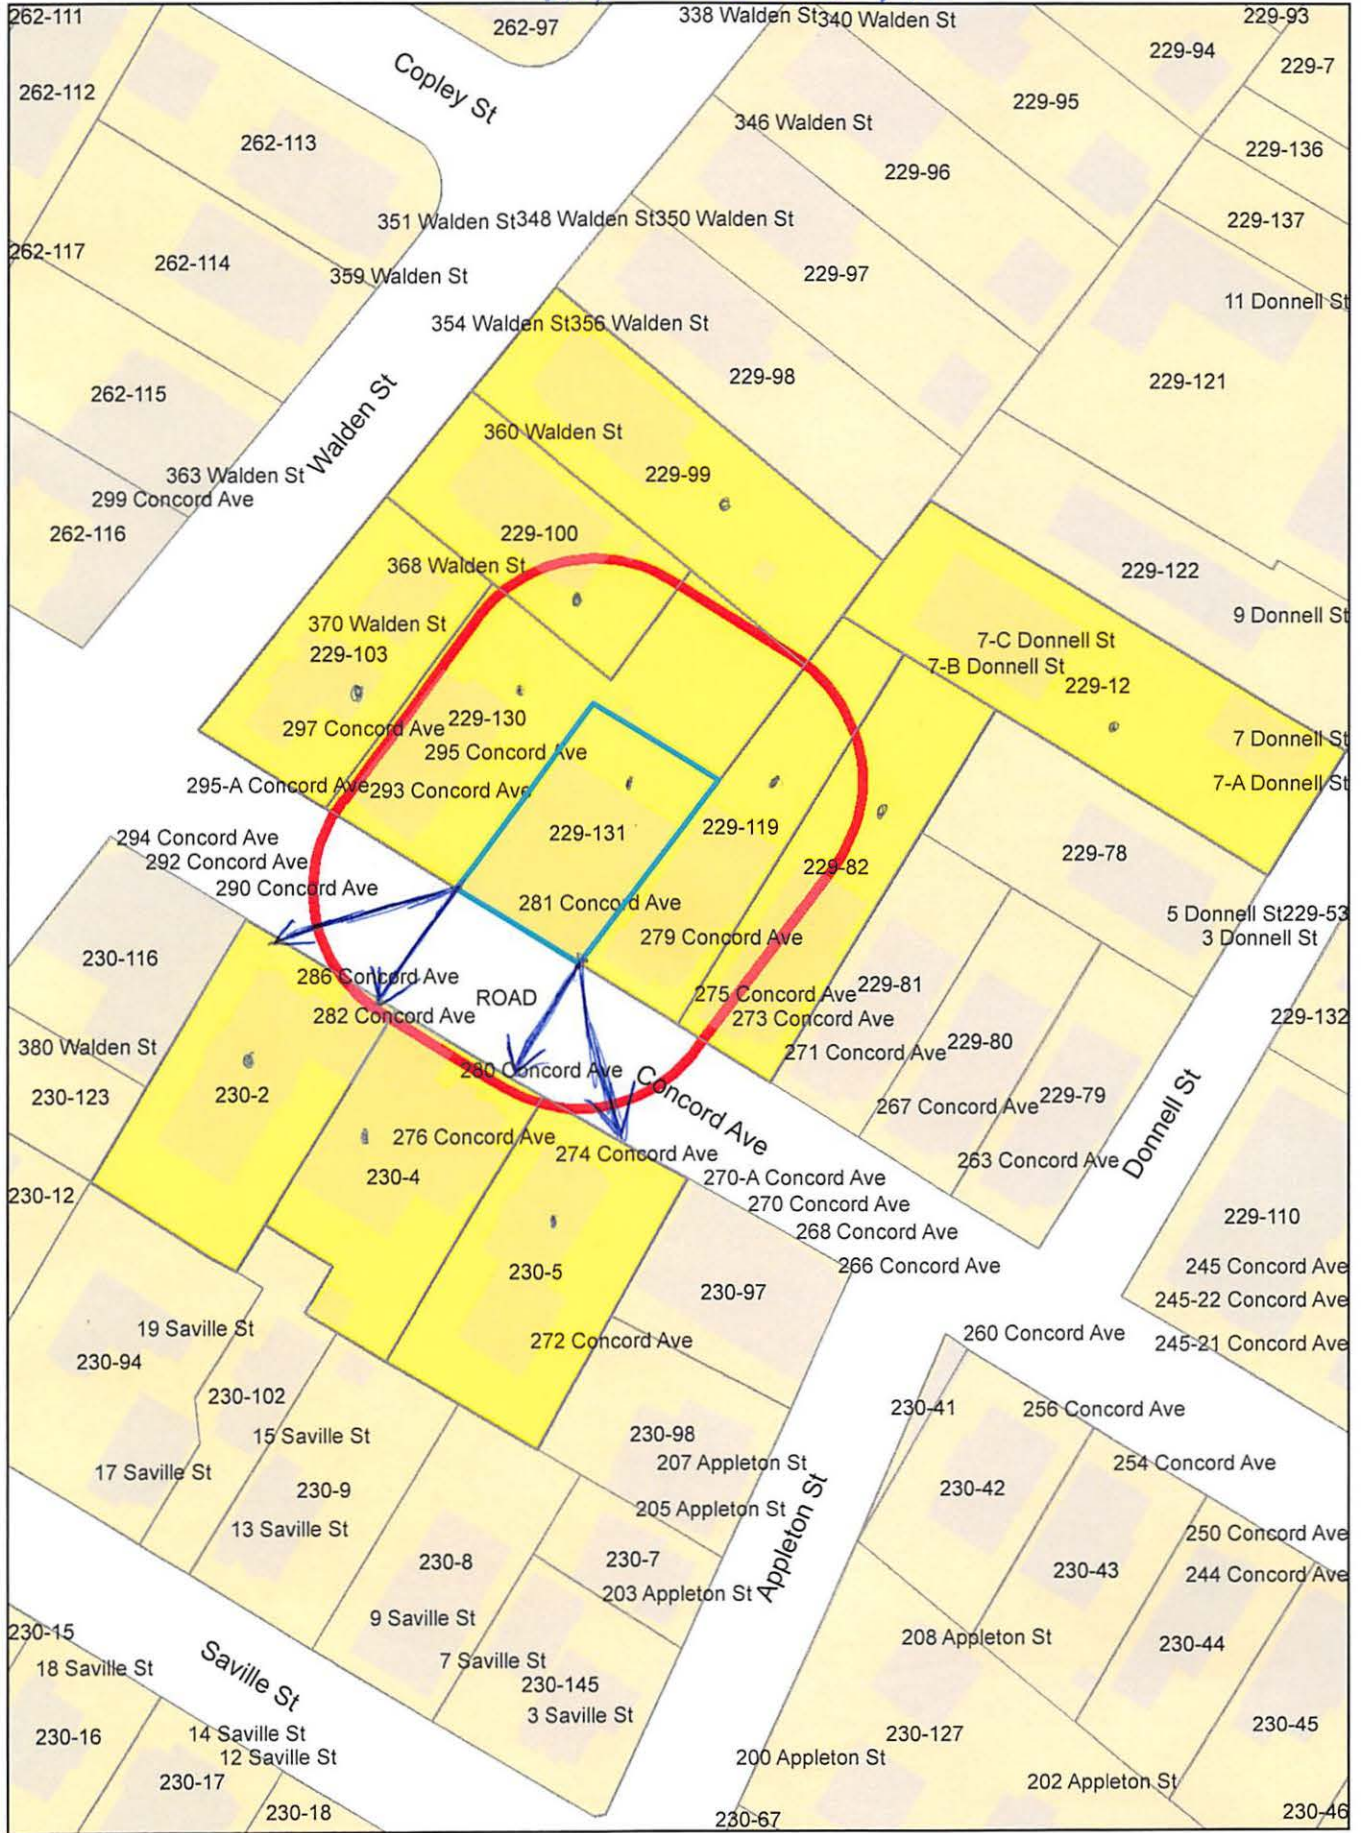 262-111
262-97
338 Walden St
340 Walden St
229-93
229-94
229-7
Copley St
262-112
229-95
346 Walden St
262-113
229-136
229-96
351 Walden St
348 Walden St
350 Walden St
229-137
262-117
262-114
359 Walden St
229-97
11 Donnell St
354 Walden St
356 Walden St
229-98
229-121
262-115
Walden St
360 Walden St
363 Walden St
229-99
299 Concord Ave
262-116
229-100
368 Walden St
229-122
9 Donnell St
370 Walden St
7-C Donnell St
229-103
7-B Donnell St
229-12
297 Concord Ave
229-130
7 Donnell St
295 Concord Ave
295-A Concord Ave
293 Concord Ave
7-A Donnell St
294 Concord Ave
229-131
229-119
292 Concord Ave
229-78
229-82
290 Concord Ave
281 Concord Ave
5 Donnell St
229-53
279 Concord Ave
3 Donnell St
230-116
286 Concord Ave
229-81
ROAD
275 Concord Ave
282 Concord Ave
273 Concord Ave
229-132
380 Walden St
229-80
271 Concord Ave
280 Concord Ave
230-123
230-2
Concord Ave
267 Concord Ave
229-79
Donnell St
276 Concord Ave
274 Concord Ave
263 Concord Ave
230-4
270-A Concord Ave
230-12
270 Concord Ave
229-110
268 Concord Ave
230-5
266 Concord Ave
245 Concord Ave
230-97
245-22 Concord Ave
19 Saville St
272 Concord Ave
260 Concord Ave
245-21 Concord Ave
230-94
230-102
230-41
256 Concord Ave
15 Saville St
230-98
207 Appleton St
254 Concord Ave
17 Saville St
230-9
230-42
205 Appleton St
13 Saville St
Appleton St
250 Concord Ave
230-8
230-7
230-43
244 Concord Ave
203 Appleton St
9 Saville St
230-15
208 Appleton St
230-44
18 Saville St
Saville St
7 Saville St
230-145
3 Saville St
230-16
14 Saville St
230-127
230-45
12 Saville St
200 Appleton St
230-17
202 Appleton St
230-18
230-67
230-46